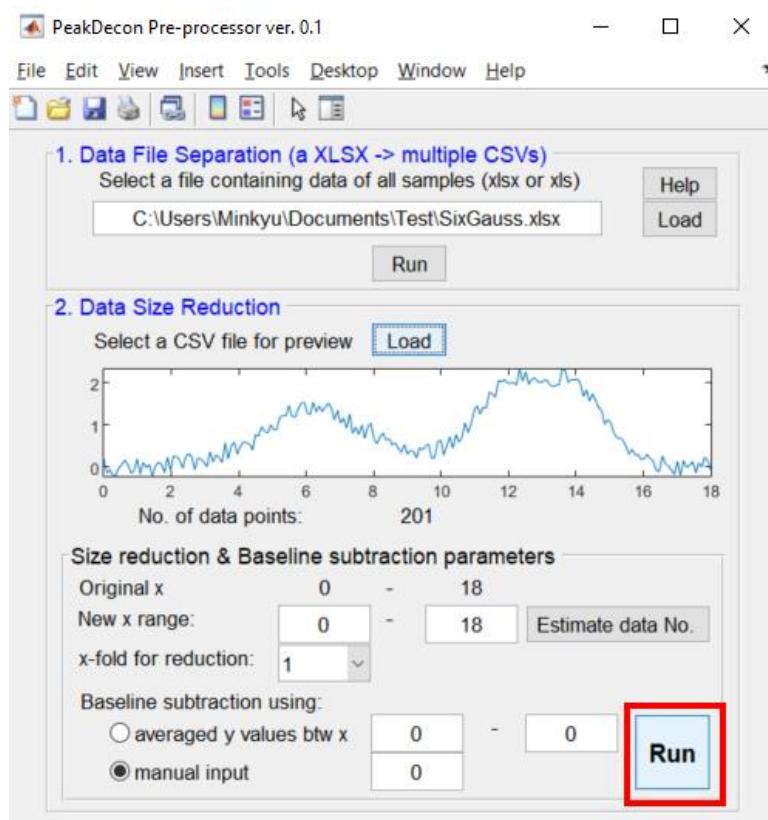 PeakDecon Pre-processor ver. 0.1
File Edit View Insert Tools Desktop Window Help
1. Data File Separation (a XLSX -> multiple CSVs)
Select a file containing data of all samples (xlsx or xls)
Help
C:\Users\Minkyu\Documents\Test\SixGauss.xlsx
Load
Run
2. Data Size Reduction
Select a CSV file for preview Load
2
1
0
0 2 4 6 8 10 12 14 16 18
No. of data points: 201
Size reduction & Baseline subtraction parameters
Original x 0 - 18
New x range: 0 - 18 Estimate data No.
x-fold for reduction: 1
Baseline subtraction using:
averaged y values btw x 0 - 0
manual input 0
Run